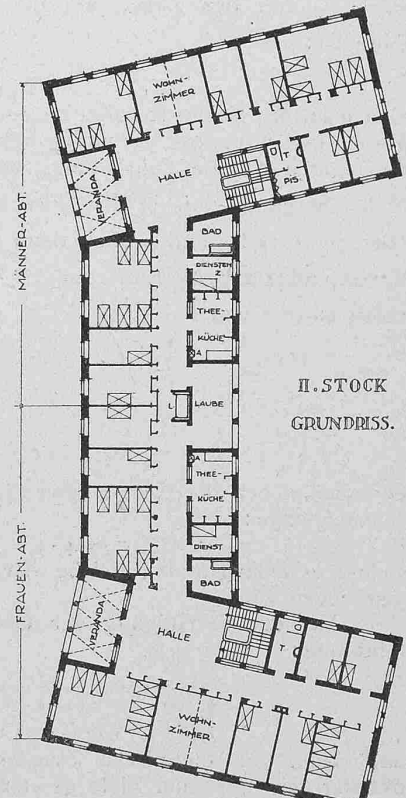 MÄNNER-ABT.
WOHN-
ZIMMER
HALLE
T
PIS.
VERANDA
BAD
DIENSTEN
Z
THEE-
KÜCHE
A
L
LAUBE
II. STOCK
GRUNDRISS.
A
THEE-
KÜCHE
DIENST
BAD
FRAUEN-ABT.
VERANDA
HALLE
T
WOHN-
ZIMMER